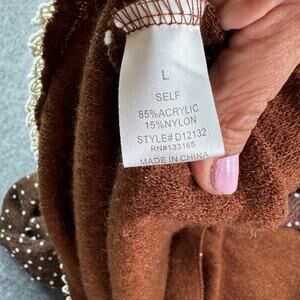 L
SELF
85%ACRYLIC
15%NYLON
STYLE#D12132
RN#133165
MADE IN CHINA